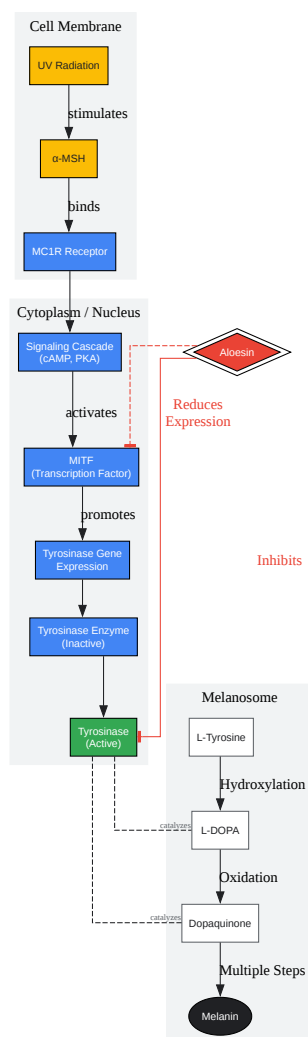 Cell Membrane
UV Radiation
stimulates
α-MSH
binds
MC1R Receptor
Cytoplasm / Nucleus
Signaling Cascade
(cAMP, PKA)
Aloesin
activates
Reduces
Expression
MITF
(Transcription Factor)
promotes
Tyrosinase Gene
Expression
Inhibits
Tyrosinase Enzyme
(Inactive)
Melanosome
Tyrosinase
(Active)
L-Tyrosine
Hydroxylation
catalyzes
L-DOPA
Oxidation
catalyzes
Dopaquinone
Multiple Steps
Melanin